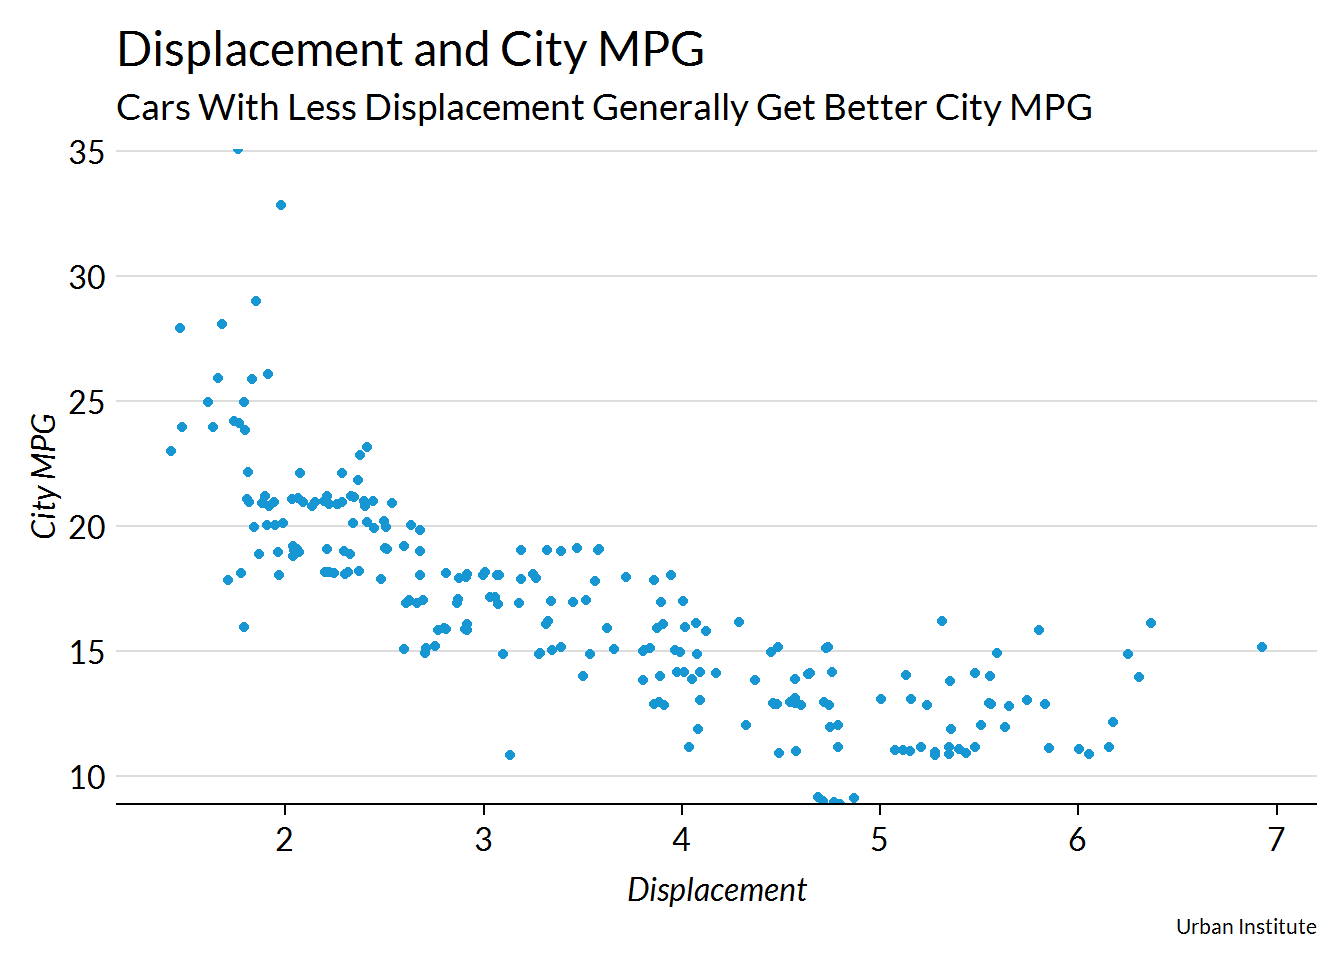 Displacement and City MPG
Cars With Less Displacement Generally Get Better City MPG
35
30
25
20
15
10
City MPG
2 3 4 5 6 7
Displacement
Urban Institute